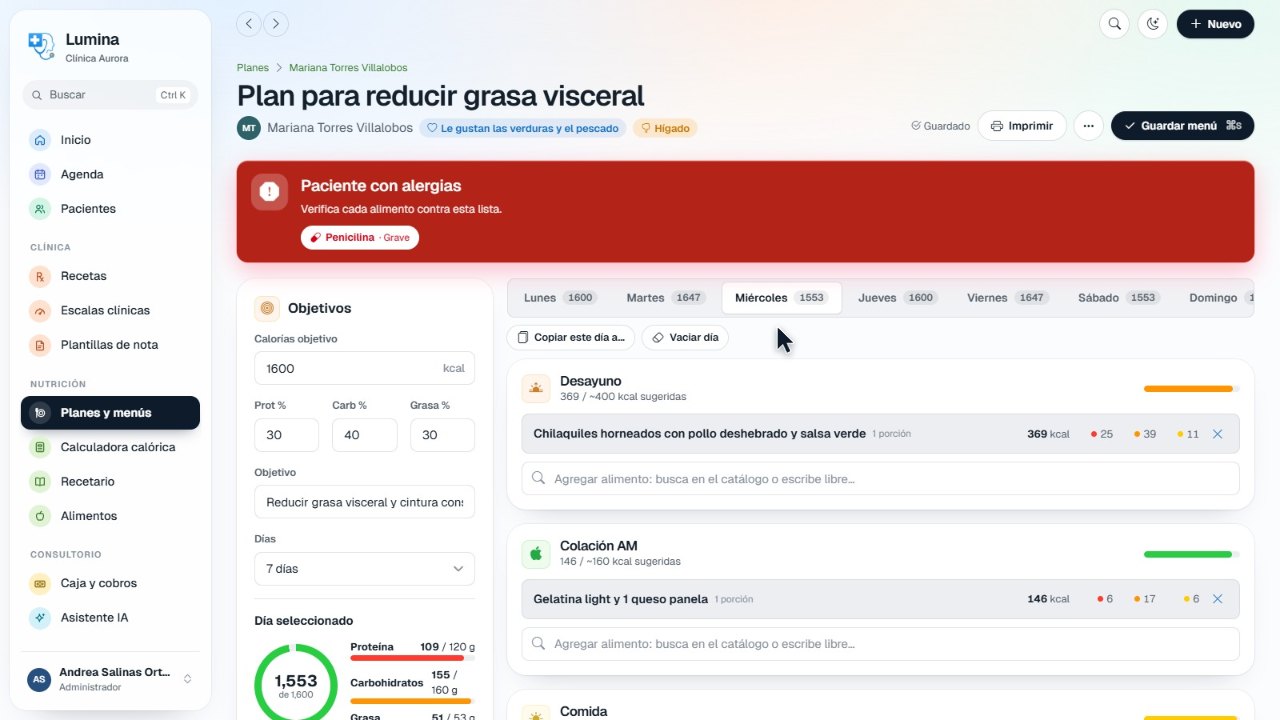 Lumina
Clínica Aurora
Buscar Ctrl K
Inicio
Agenda
Pacientes
CLÍNICA
Recetas
Escalas clínicas
Plantillas de nota
NUTRICIÓN
Planes y menús
Calculadora calórica
Recetario
Alimentos
CONSULTORIO
Caja y cobros
Asistente IA
AS Andrea Salinas Ort...
Administrador
+ Nuevo
Planes > Mariana Torres Villalobos
Plan para reducir grasa visceral
MT Mariana Torres Villalobos Le gustan las verduras y el pescado Hígado
Guardado Imprimir ... Guardar menú ⌘S
Paciente con alergias
Verifica cada alimento contra esta lista.
Penicilina · Grave
Objetivos
Calorías objetivo
1600 kcal
Prot % Carb % Grasa %
30 40 30
Objetivo
Reducir grasa visceral y cintura con
Días
7 días
Día seleccionado
1,553
de 1,600
Proteína 109 / 120 g
Carbohidratos 155 / 160 g
Grasa 51 / 53 g
Lunes 1600 Martes 1647 Miércoles 1553 Jueves 1600 Viernes 1647 Sábado 1553 Domingo
Copiar este día a... Vaciar día
Desayuno
369 / ~400 kcal sugeridas
Chilaquiles horneados con pollo deshebrado y salsa verde 1 porción 369 kcal 25 39 11
Agregar alimento: busca en el catálogo o escribe libre...
Colación AM
146 / ~160 kcal sugeridas
Gelatina light y 1 queso panela 1 porción 146 kcal 6 17 6
Agregar alimento: busca en el catálogo o escribe libre...
Comida